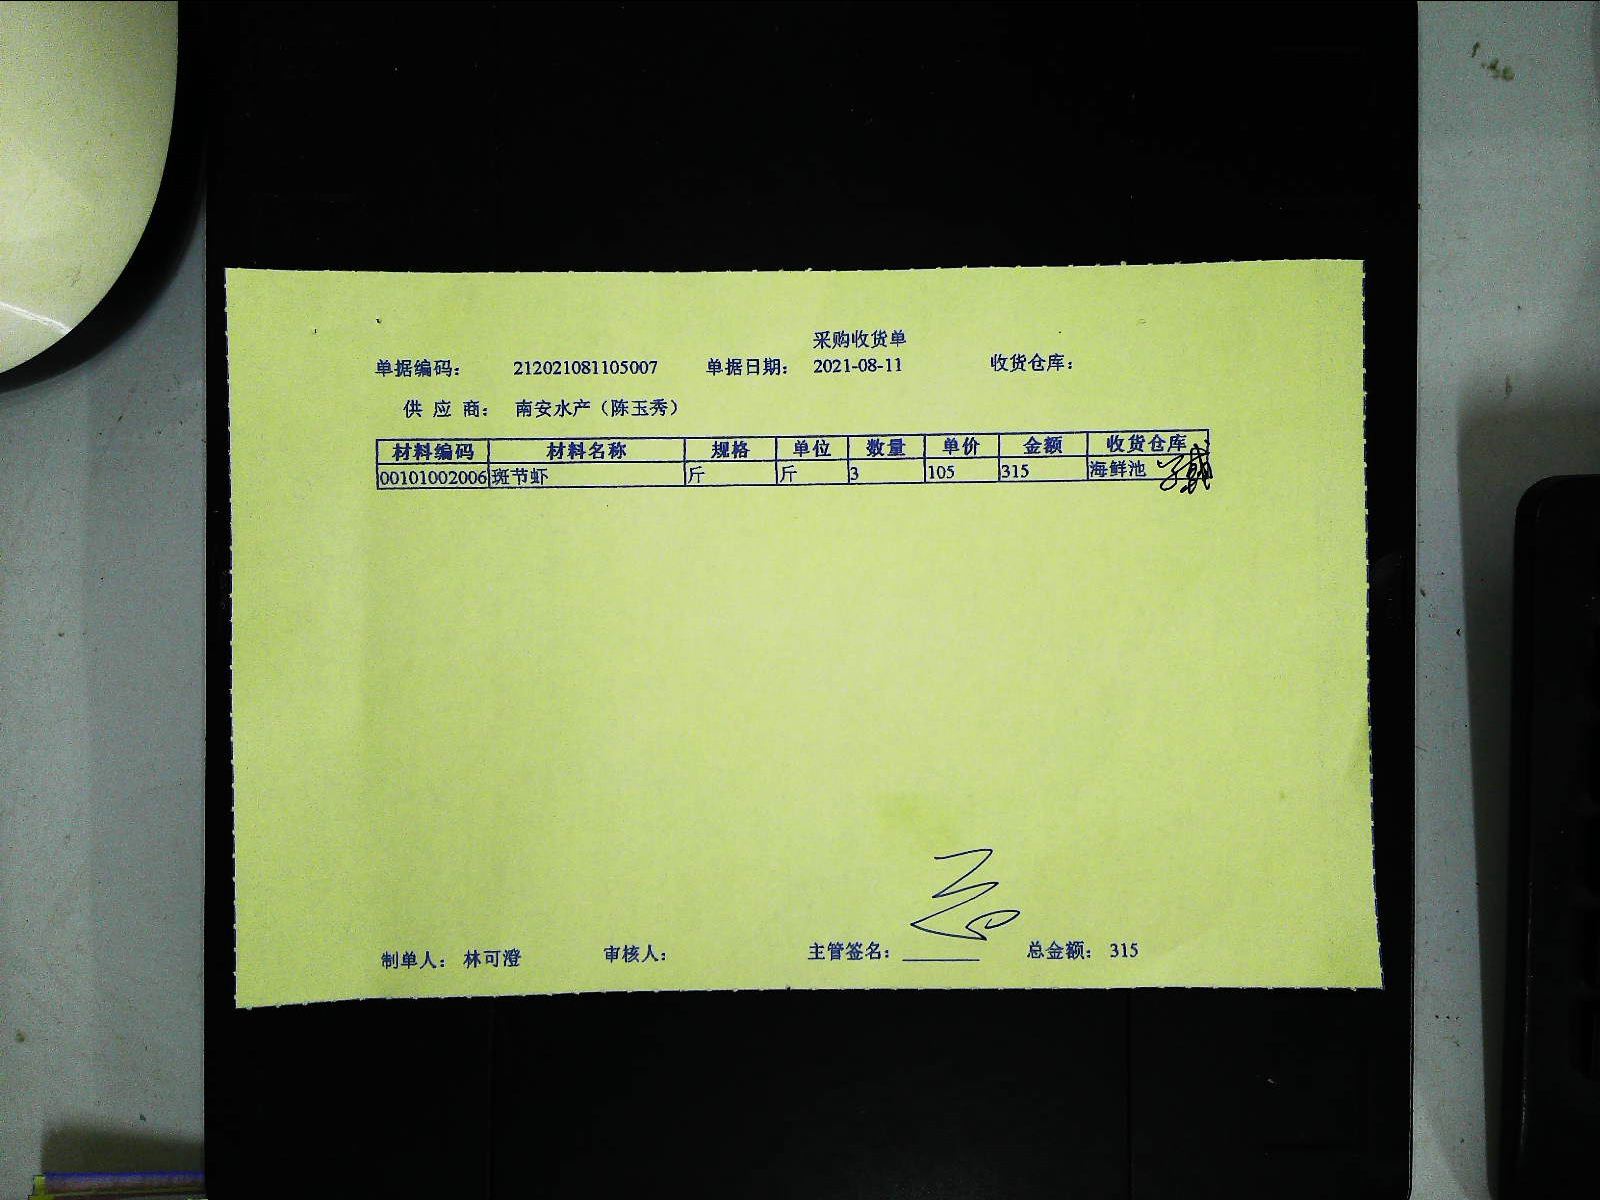 采购收货单
单据编码： 212021081105007 单据日期： 2021-08-11 收货仓库：
供 应 商： 南安水产（陈玉秀）
材料编码 材料名称 规格 单位 数量 单价 金额 收货仓库
00101002006 斑节虾 斤 斤 3 105 315 海鲜池
制单人： 林可澄 审核人： 主管签名： 总金额： 315